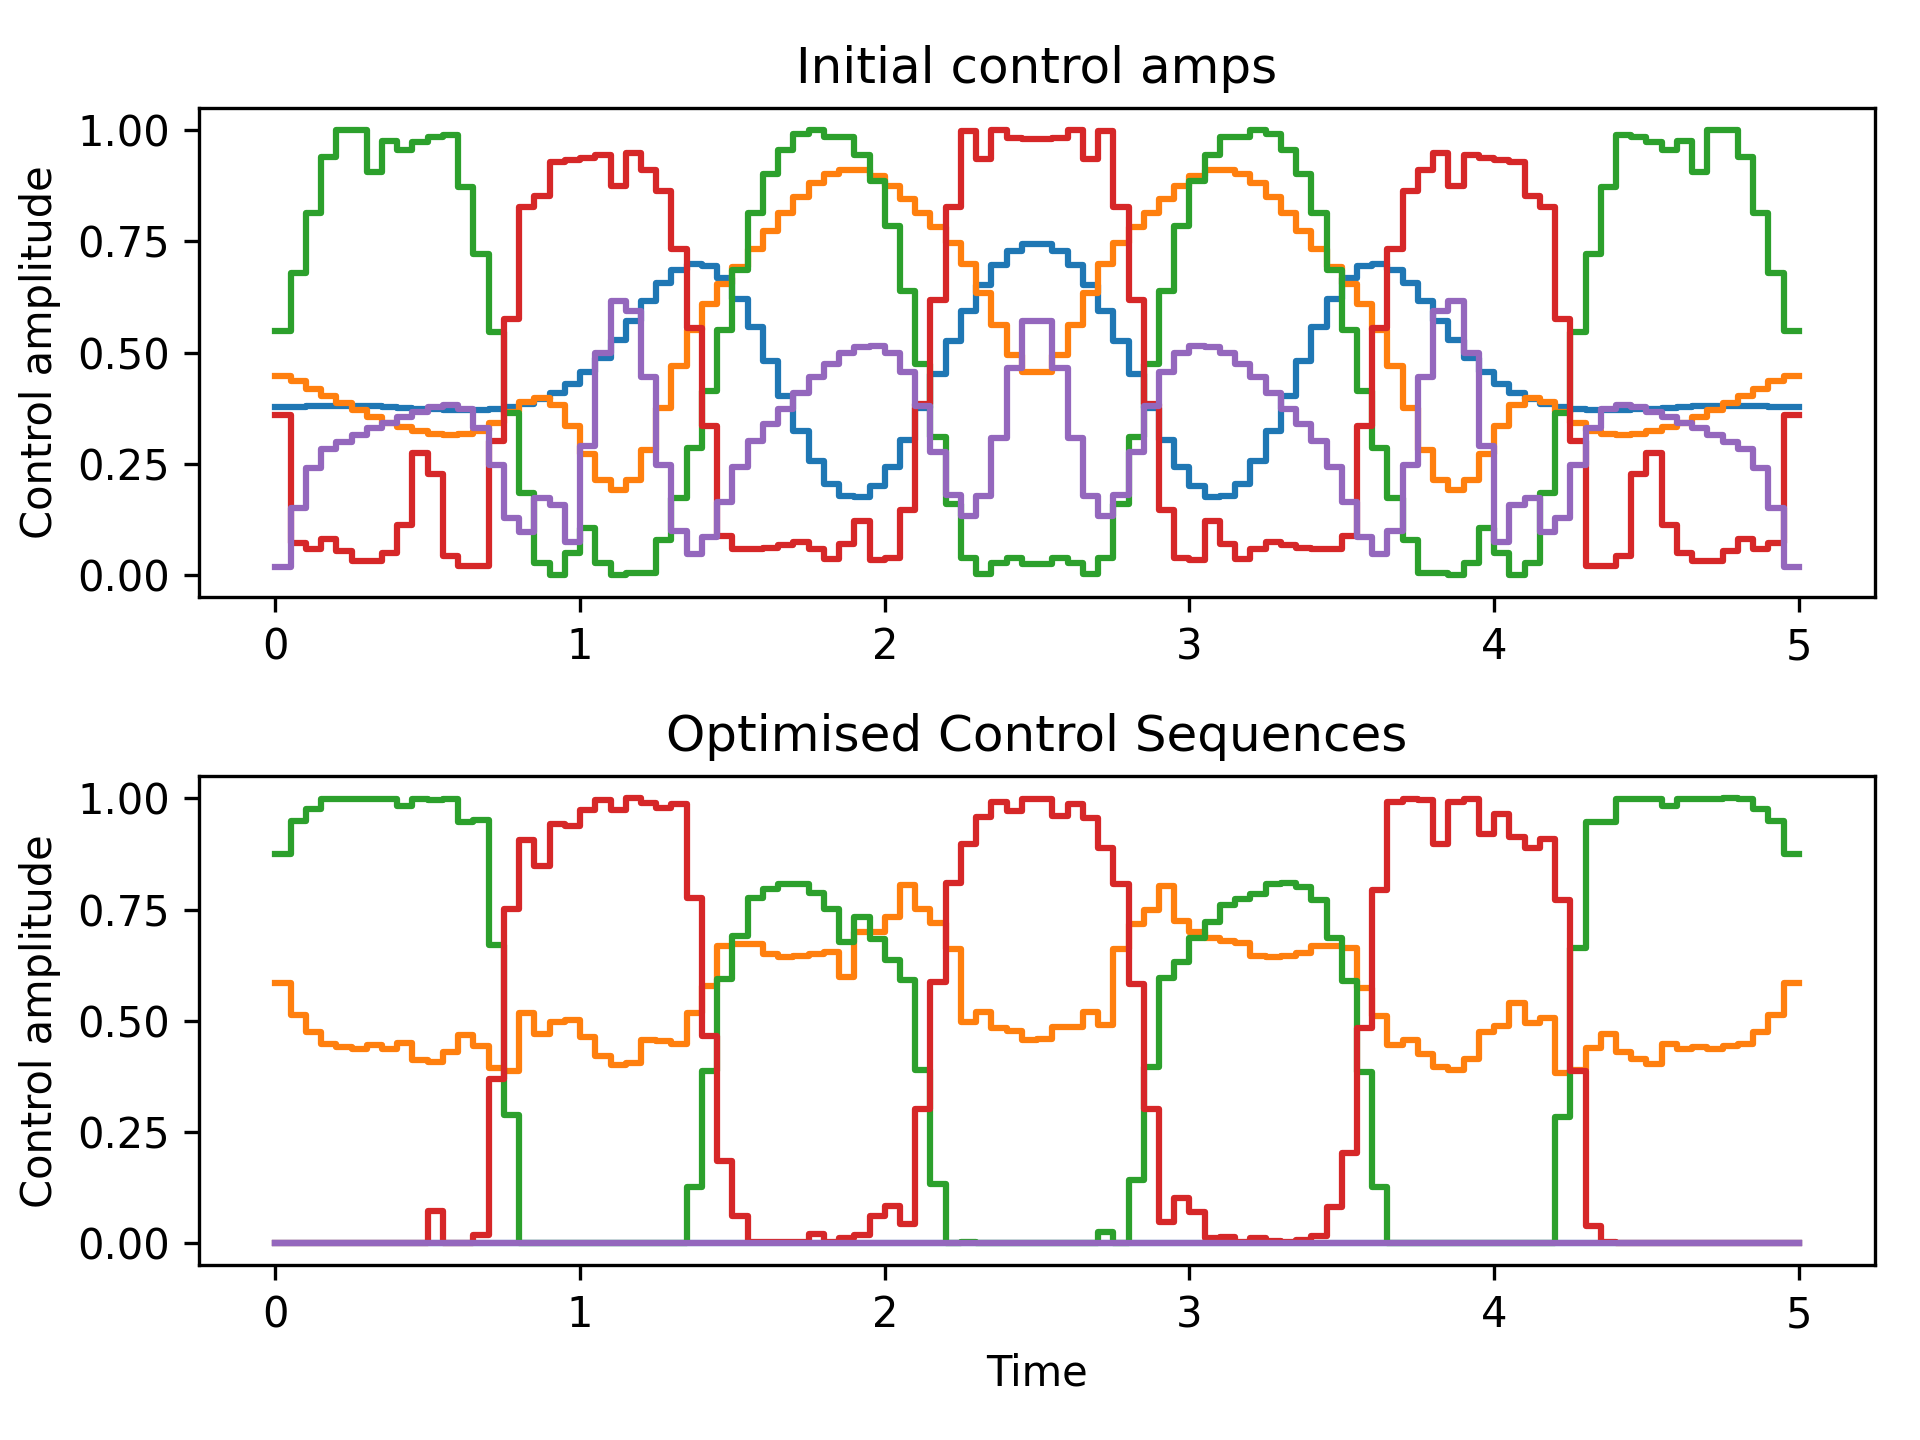 Initial control amps
Control amplitude
1.00
0.75
0.50
0.25
0.00
0 1 2 3 4 5
Optimised Control Sequences
Control amplitude
1.00
0.75
0.50
0.25
0.00
0 1 2 3 4 5
Time